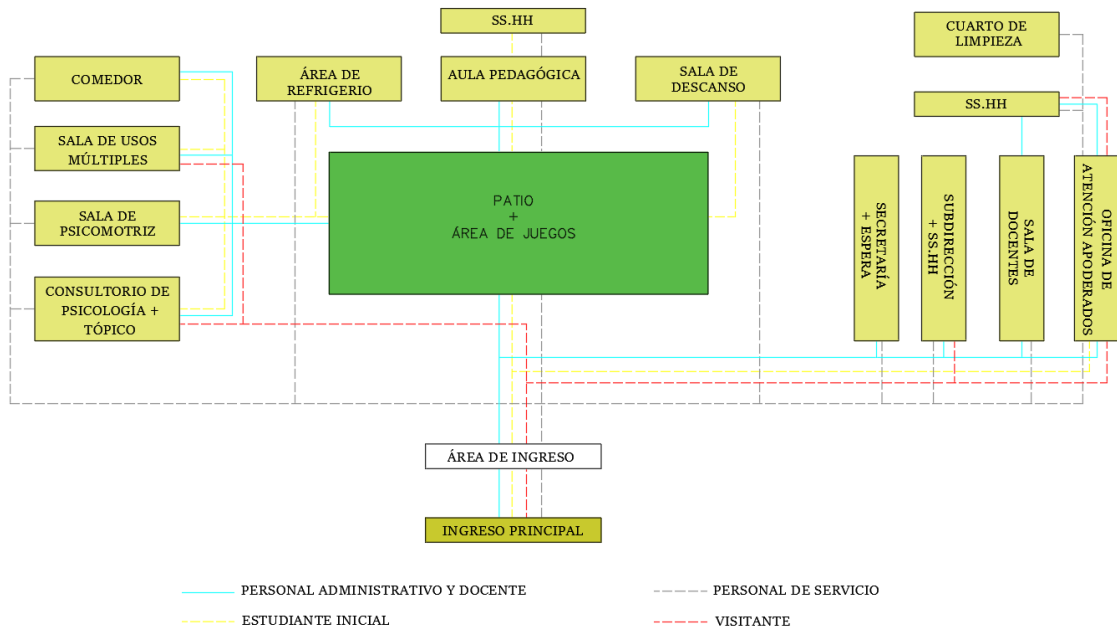 SS.HH
CUARTO DE
LIMPIEZA
COMEDOR
ÁREA DE
REFRIGERIO
AULA PEDAGÓGICA
SALA DE
DESCANSO
SS.HH
SALA DE USOS
MÚLTIPLES
SALA DE
PSICOMOTRIZ
CONSULTORIO DE
PSICOLOGÍA +
TÓPICO
PATIO
+
ÁREA DE JUEGOS
SECRETARÍA
+ ESPERA
SUBDIRECCIÓN
+ SS.HH
SALA DE
DOCENTES
OFICINA DE
ATENCIÓN APODERADOS
ÁREA DE INGRESO
INGRESO PRINCIPAL
PERSONAL ADMINISTRATIVO Y DOCENTE
PERSONAL DE SERVICIO
ESTUDIANTE INICIAL
VISITANTE